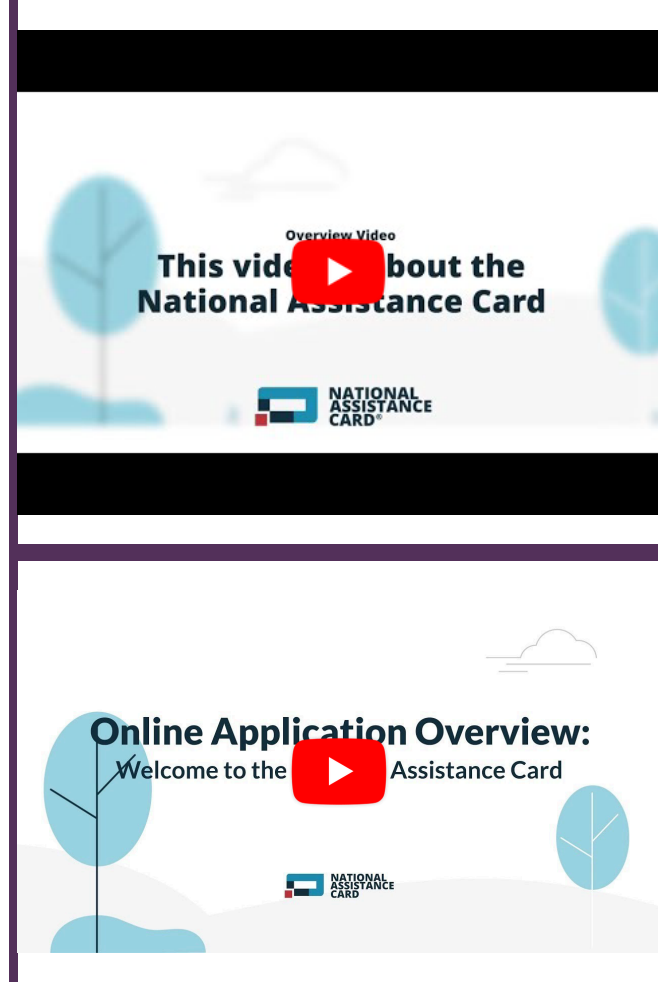 Overview Video
This bout the
National Assistance Card
NATIONAL
ASSISTANCE
CARD®
Online Application Overview:
Welcome to the Assistance Card
NATIONAL
ASSISTANCE
CARD